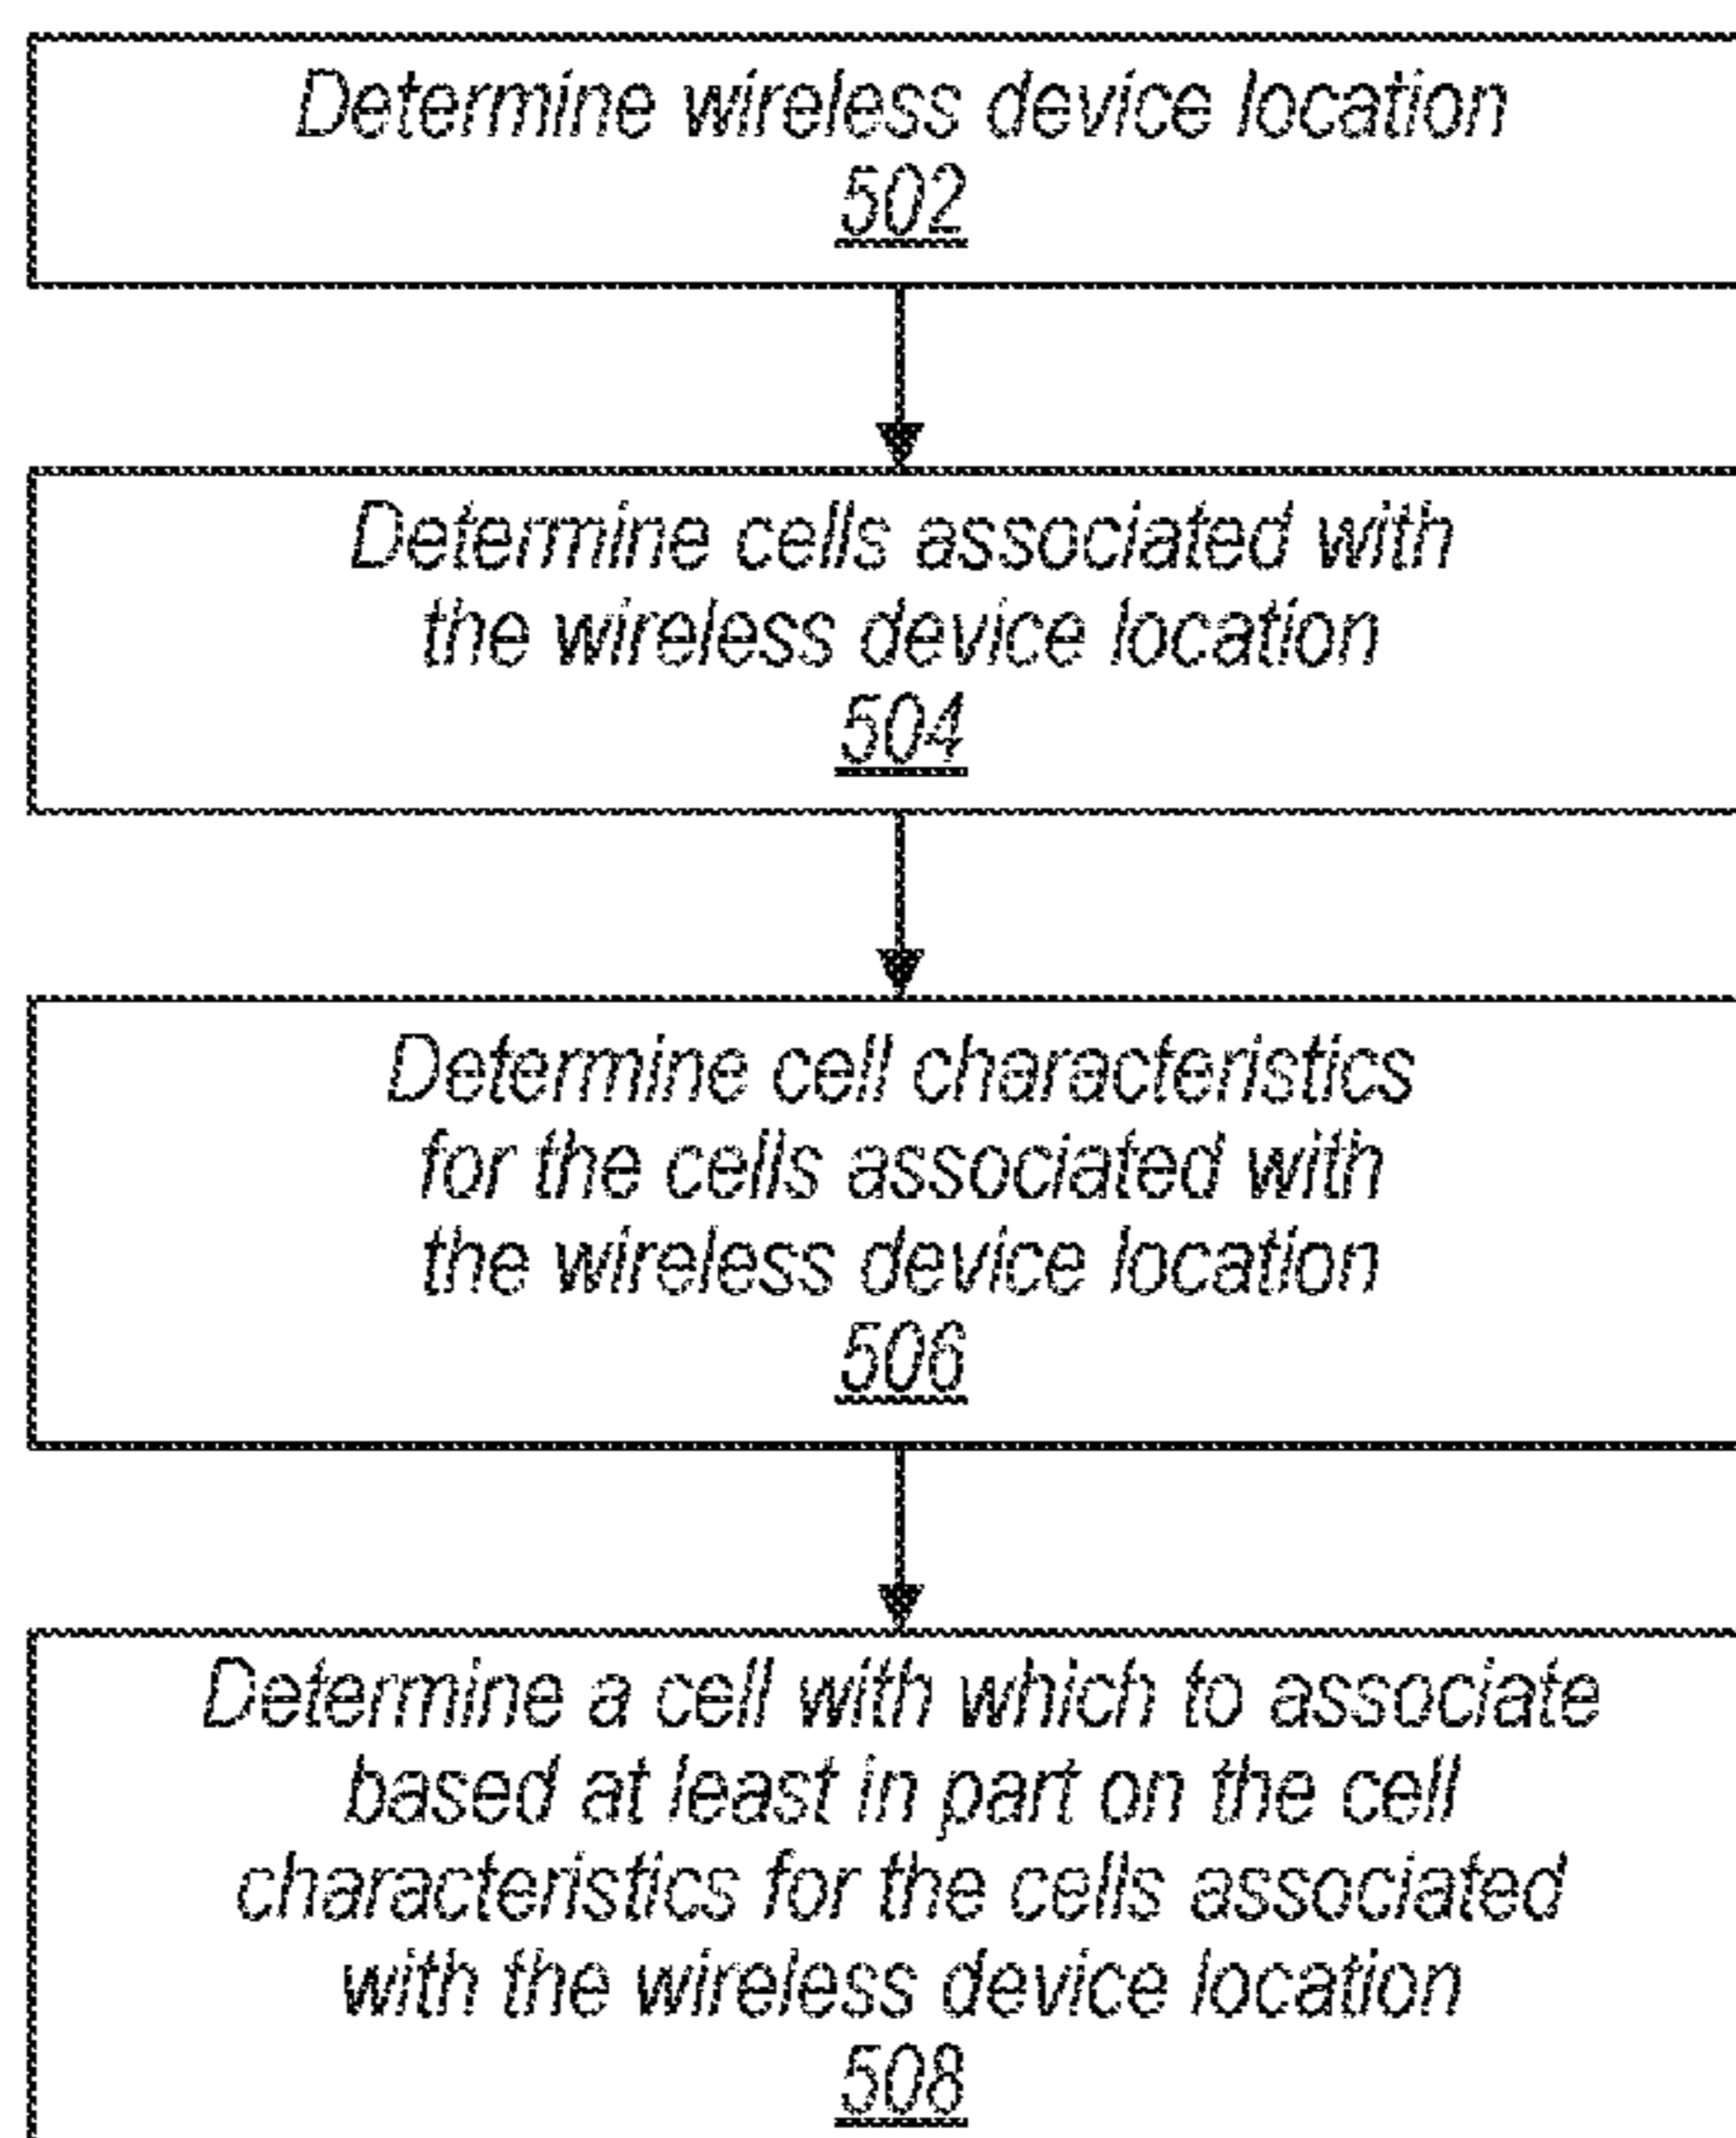 Determine wireless device location
502
Determine cells associated with
the wireless device location
504
Determine cell characteristics
for the cells associated with
the wireless device location
506
Determine a cell with which to associate
based at least in part on the cell
characteristics for the cells associated
with the wireless device location
508